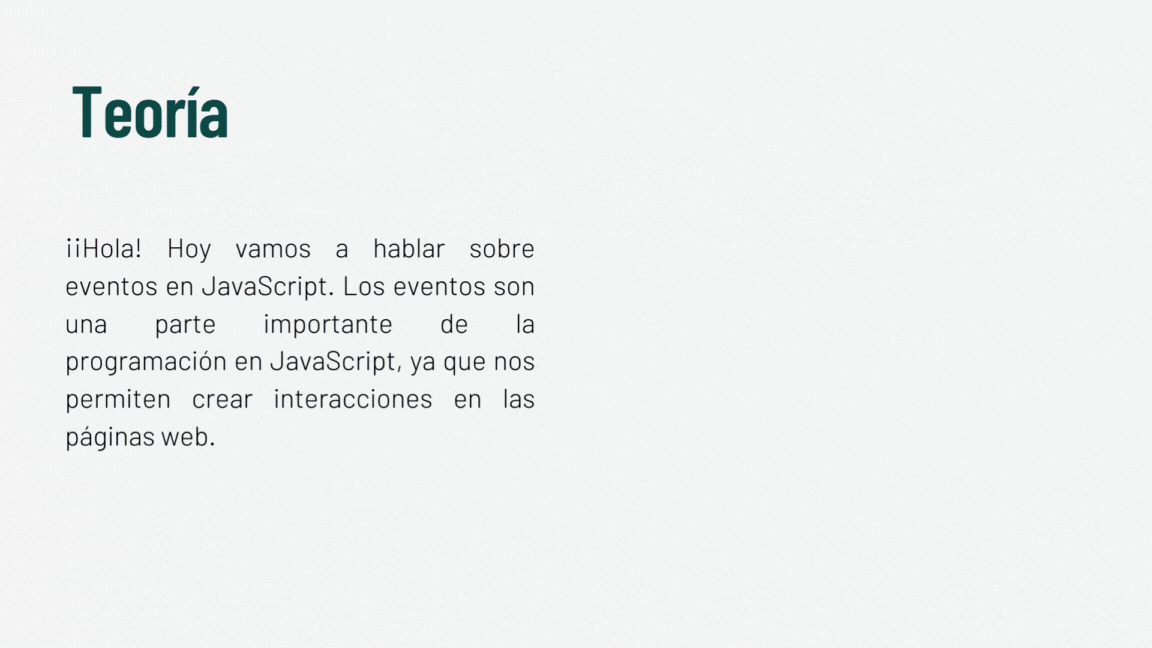 Teoría
¡¡Hola! Hoy vamos a hablar sobre
eventos en JavaScript. Los eventos son
una parte importante de la
programación en JavaScript, ya que nos
permiten crear interacciones en las
páginas web.